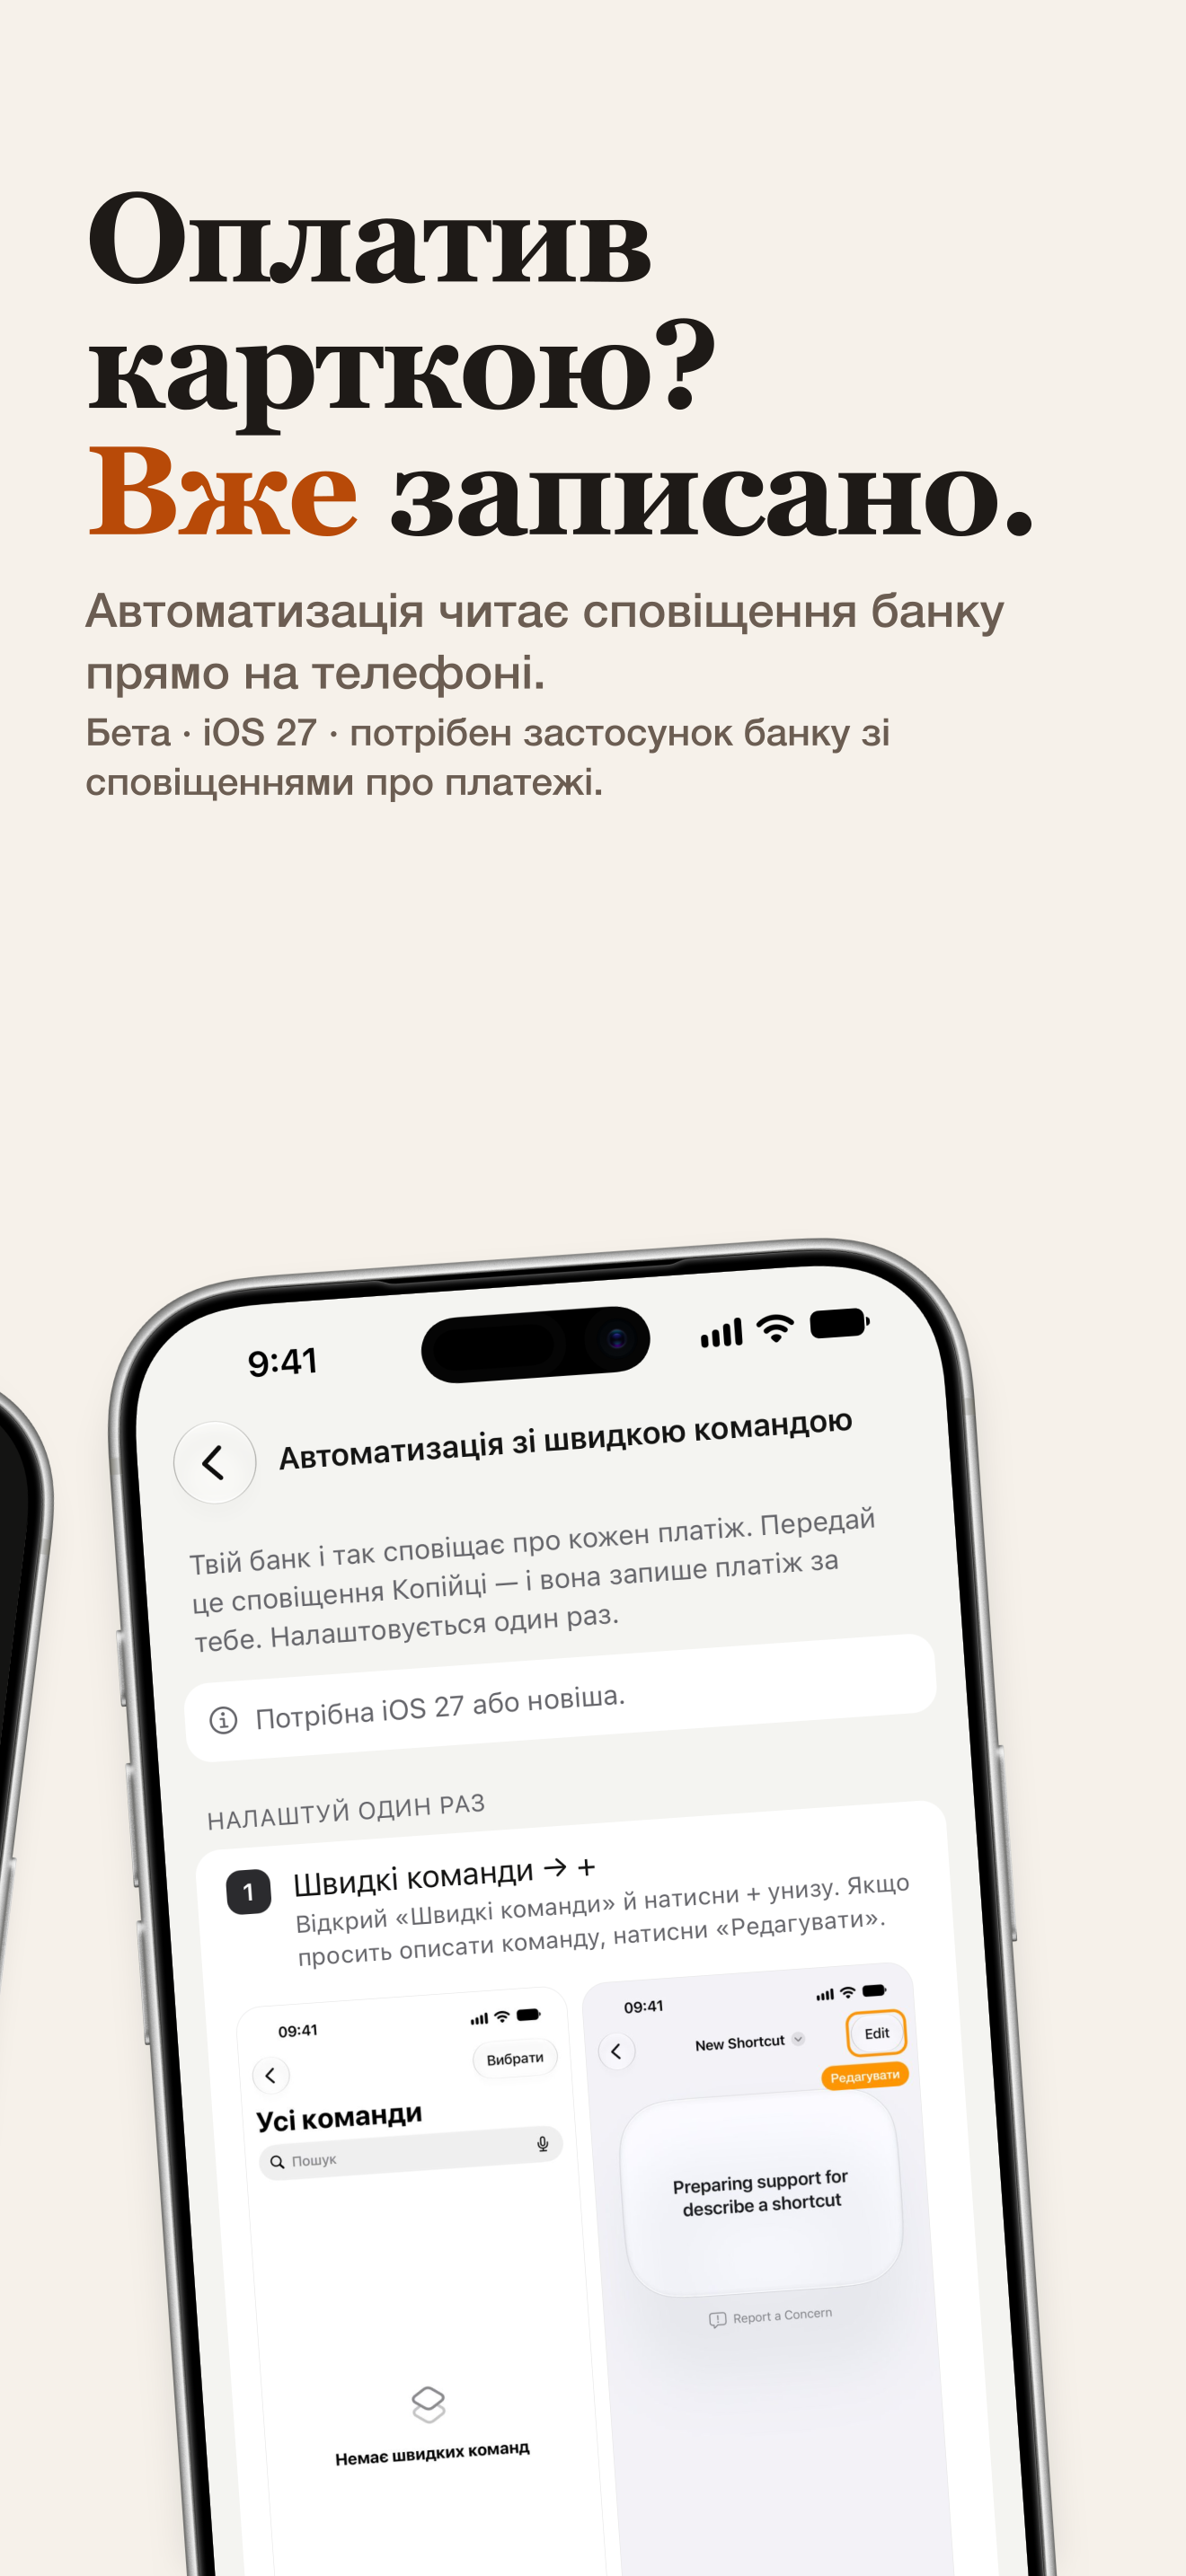 Оплатив
карткою?
Вже записано.
Автоматизація читає сповіщення банку
прямо на телефоні.
Бета · iOS 27 · потрібен застосунок банку зі
сповіщеннями про платежі.
9:41
Автоматизація зі швидкою командою
Твій банк і так сповіщає про кожен платіж. Передай
це сповіщення Копійці — і вона запише платіж за
тебе. Налаштовується один раз.
Потрібна iOS 27 або новіша.
НАЛАШТУЙ ОДИН РАЗ
1 Швидкі команди → +
Відкрий «Швидкі команди» й натисни + унизу. Якщо
просить описати команду, натисни «Редагувати».
09:41
Вибрати
Усі команди
Пошук
Немає швидких команд
09:41
New Shortcut
Edit
Редагувати
Preparing support for
describe a shortcut
Report a Concern